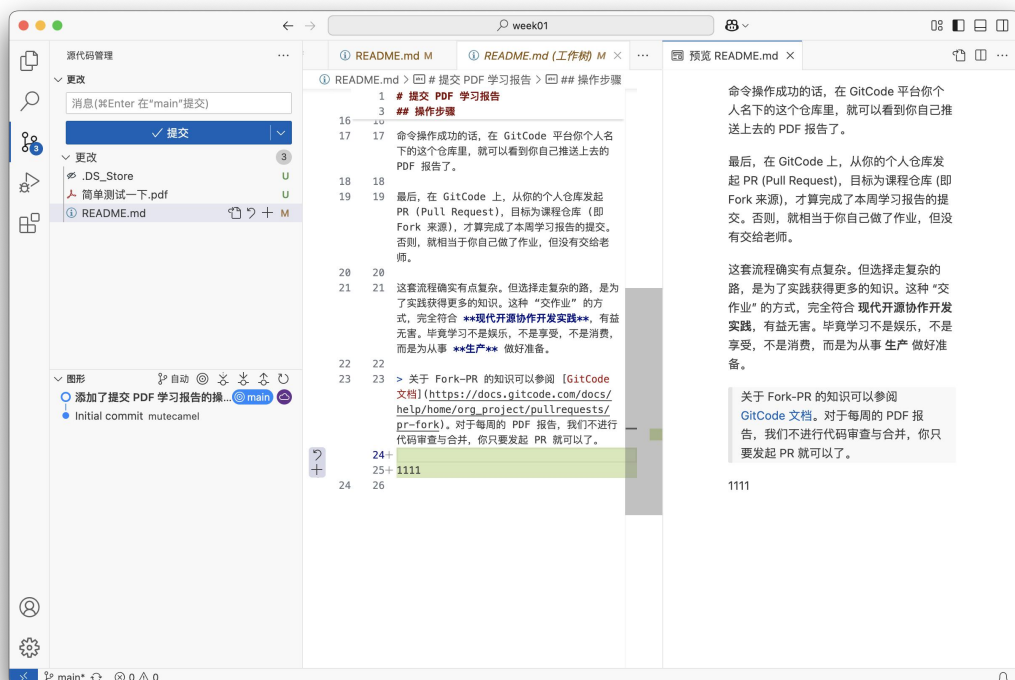 week01
源代码管理
README.md M
README.md (工作树) M
预览 README.md
更改
README.md > # 提交 PDF 学习报告 > ## 操作步骤
消息(⌘Enter 在"main"提交)
提交
更改 3
.DS_Store U
简单测试一下.pdf U
README.md M
图形
自动
添加了提交 PDF 学习报告的操... main
Initial commit mutecamel
1 # 提交 PDF 学习报告
3 ## 操作步骤
16 16
17 17 命令操作成功的话，在 GitCode 平台你个人名
下的这个仓库里，就可以看到你自己推送上去的
PDF 报告了。
18 18
19 19 最后，在 GitCode 上，从你的个人仓库发起
PR (Pull Request)，目标为课程仓库 (即
Fork 来源)，才算完成了本周学习报告的提交。
否则，就相当于你自己做了作业，但没有交给老
师。
20 20
21 21 这套流程确实有点复杂。但选择走复杂的路，是为
了实践获得更多的知识。这种 “交作业” 的方
式，完全符合 **现代开源协作开发实践**，有益
无害。毕竟学习不是娱乐，不是享受，不是消费，
而是为从事 **生产** 做好准备。
22 22
23 23 > 关于 Fork-PR 的知识可以参阅 [GitCode
文档](https://docs.gitcode.com/docs/
help/home/org_project/pullrequests/
pr-fork)。对于每周的 PDF 报告，我们不进行
代码审查与合并，你只要发起 PR 就可以了。
24+
25+ 1111
24 26
命令操作成功的话，在 GitCode 平台你个
人名下的这个仓库里，就可以看到你自己推
送上去的 PDF 报告了。
最后，在 GitCode 上，从你的个人仓库发
起 PR (Pull Request)，目标为课程仓库 (即
Fork 来源)，才算完成了本周学习报告的提
交。否则，就相当于你自己做了作业，但没
有交给老师。
这套流程确实有点复杂。但选择走复杂的
路，是为了实践获得更多的知识。这种 “交
作业” 的方式，完全符合 现代开源协作开发
实践，有益无害。毕竟学习不是娱乐，不是
享受，不是消费，而是为从事 生产 做好准
备。
关于 Fork-PR 的知识可以参阅
GitCode 文档。对于每周的 PDF 报
告，我们不进行代码审查与合并，你只
要发起 PR 就可以了。
1111
3
main* 0 0